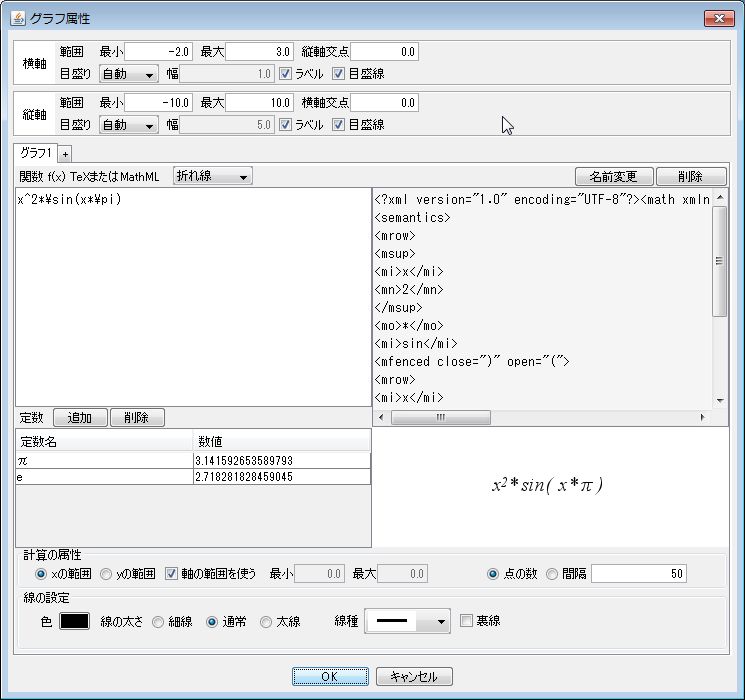 グラフ属性
横軸 範囲 最小 -2.0 最大 3.0 縦軸交点 0.0
目盛り 自動 幅 1.0 ラベル 目盛線
縦軸 範囲 最小 -10.0 最大 10.0 横軸交点 0.0
目盛り 自動 幅 5.0 ラベル 目盛線
グラフ1 +
関数 f(x) TeXまたはMathML 折れ線 名前変更 削除
x^2*¥sin(x*¥pi)
<?xml version="1.0" encoding="UTF-8"?><math xmln
<semantics>
<mrow>
<msup>
<mi>x</mi>
<mn>2</mn>
</msup>
<mo>*</mo>
<mi>sin</mi>
<mfenced close=")" open="(">
<mrow>
<mi>x</mi>
定数 追加 削除
定数名 数値
π 3.141592653589793
e 2.718281828459045
x²*sin( x*π )
計算の属性
xの範囲 yの範囲 軸の範囲を使う 最小 0.0 最大 0.0 点の数 間隔 50
線の設定
色 線の太さ 細線 通常 太線 線種 裏線
OK キャンセル